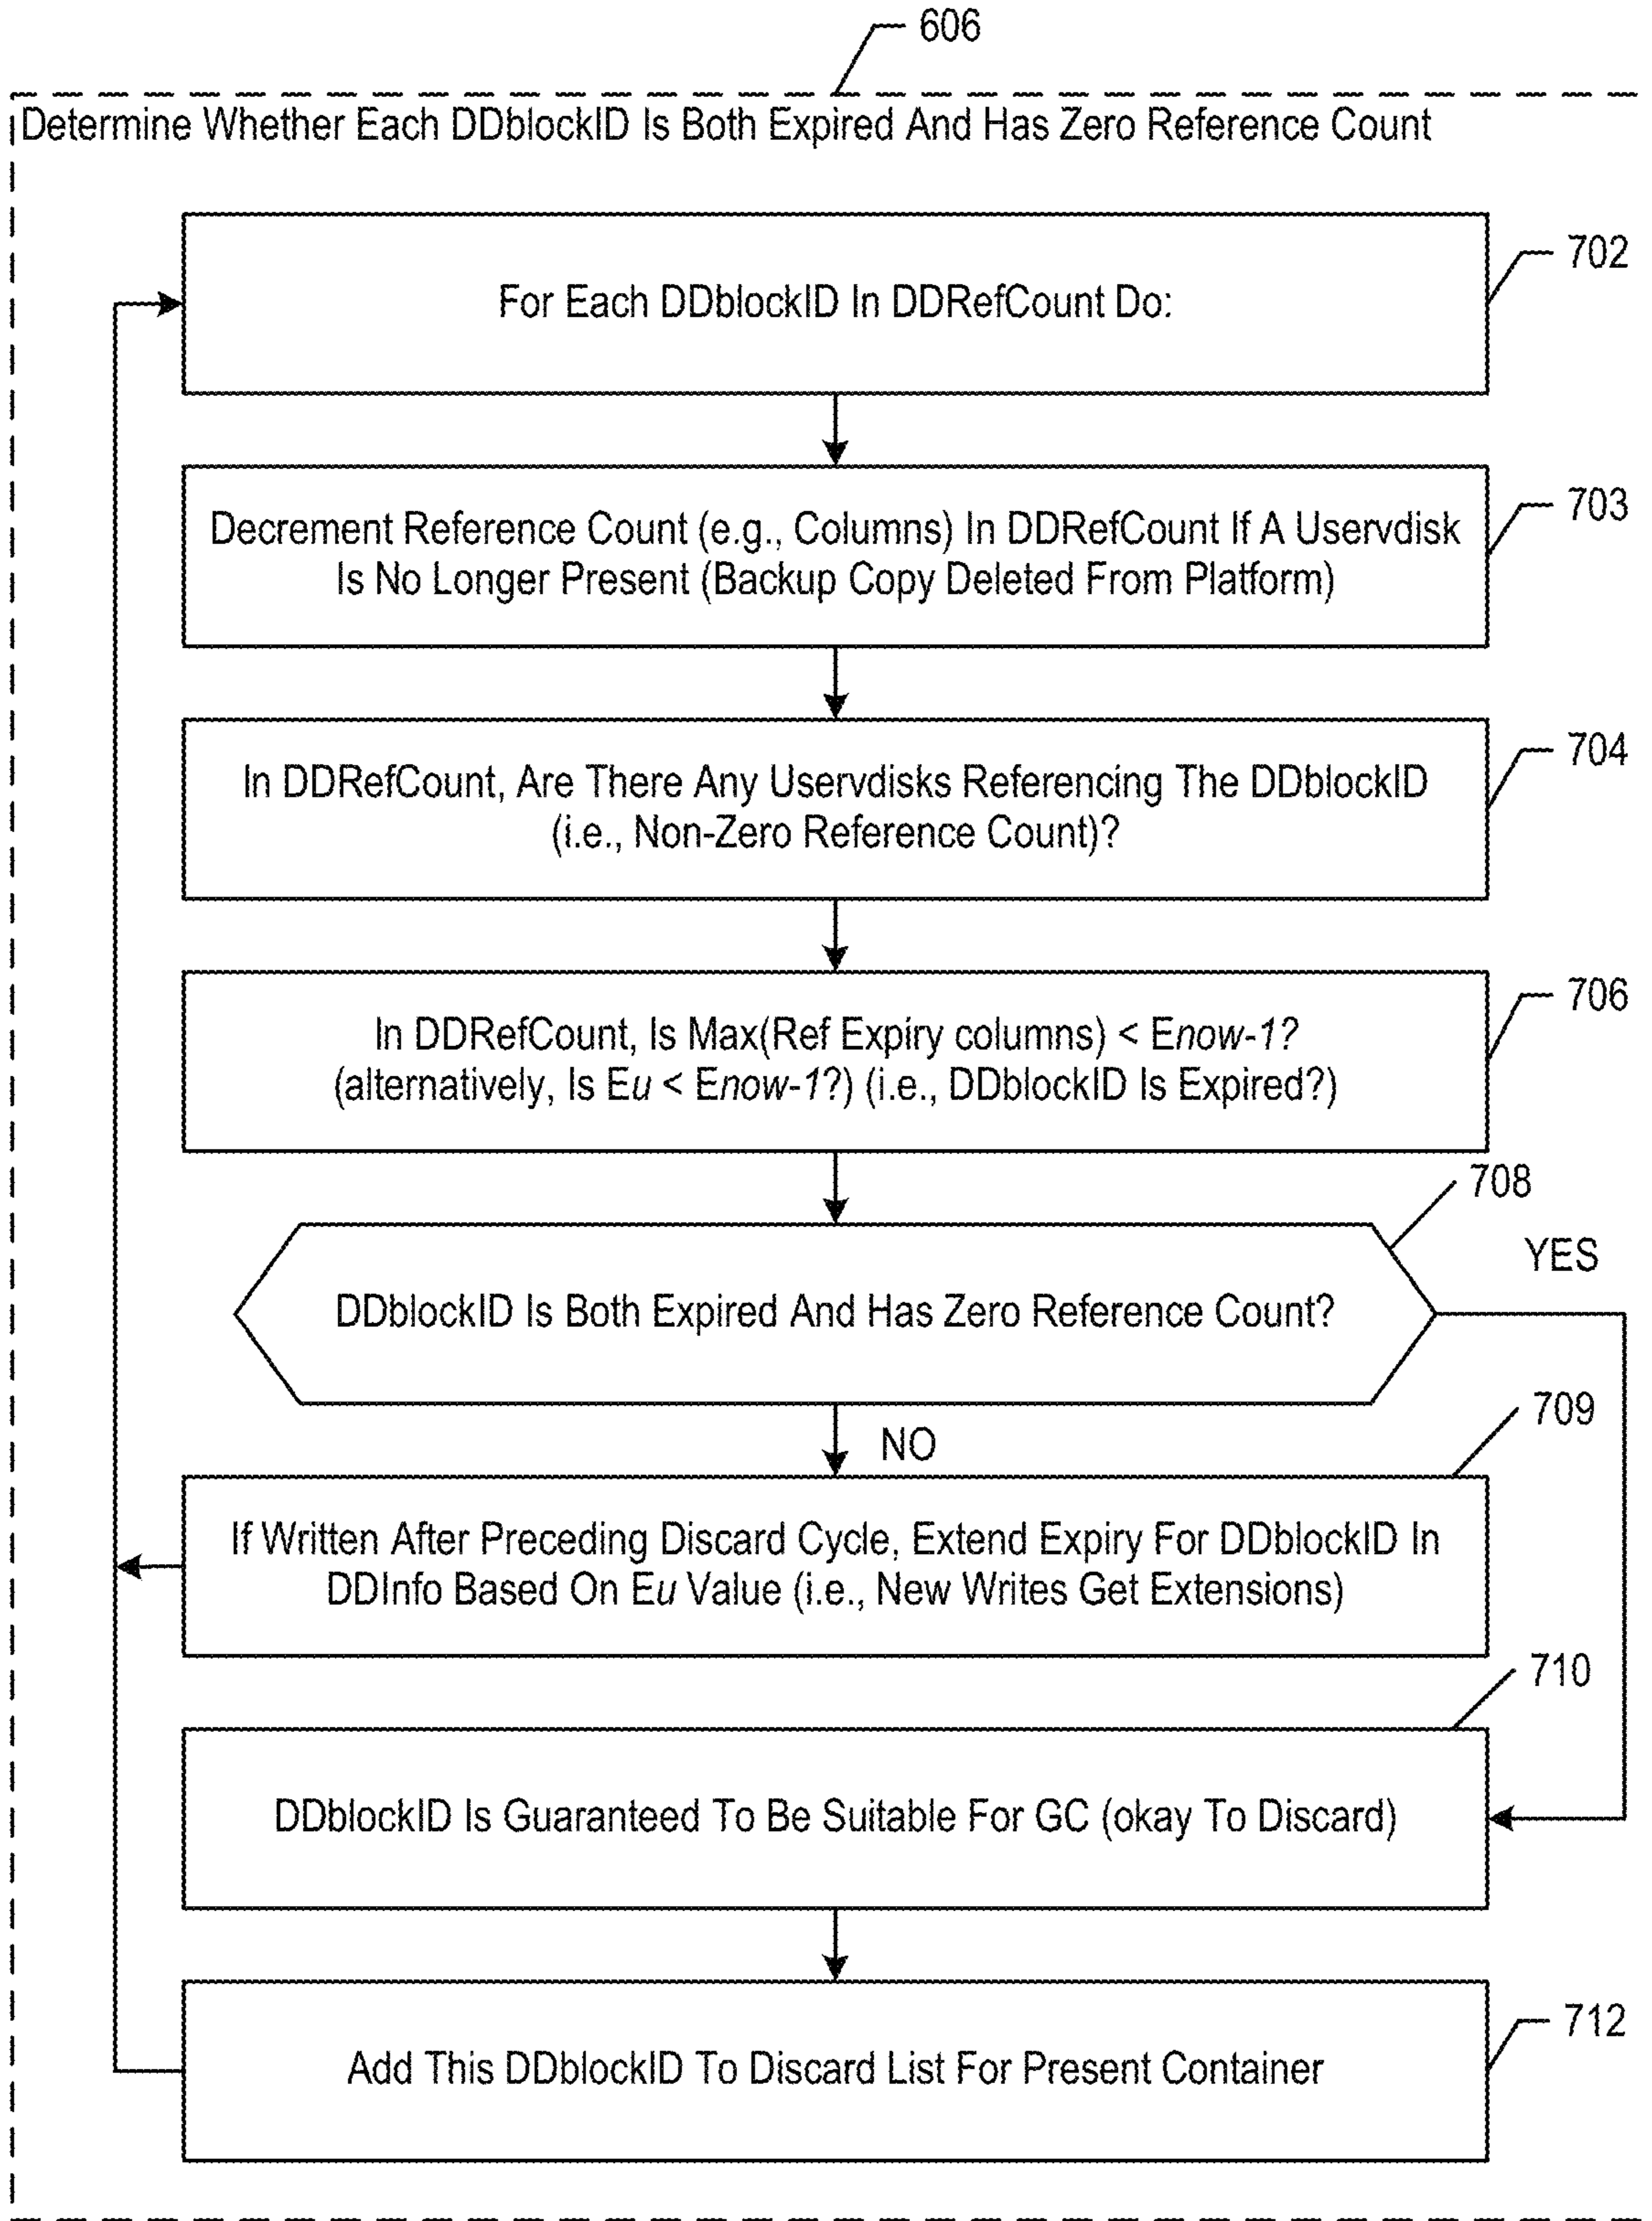 606
Determine Whether Each DDblockID Is Both Expired And Has Zero Reference Count
702
For Each DDblockID In DDRefCount Do:
703
Decrement Reference Count (e.g., Columns) In DDRefCount If A Uservdisk
Is No Longer Present (Backup Copy Deleted From Platform)
704
In DDRefCount, Are There Any Uservdisks Referencing The DDblockID
(i.e., Non-Zero Reference Count)?
706
In DDRefCount, Is Max(Ref Expiry columns) < Enow-1?
(alternatively, Is Eu < Enow-1?) (i.e., DDblockID Is Expired?)
708
YES
DDblockID Is Both Expired And Has Zero Reference Count?
709
NO
If Written After Preceding Discard Cycle, Extend Expiry For DDblockID In
DDInfo Based On Eu Value (i.e., New Writes Get Extensions)
710
DDblockID Is Guaranteed To Be Suitable For GC (okay To Discard)
712
Add This DDblockID To Discard List For Present Container